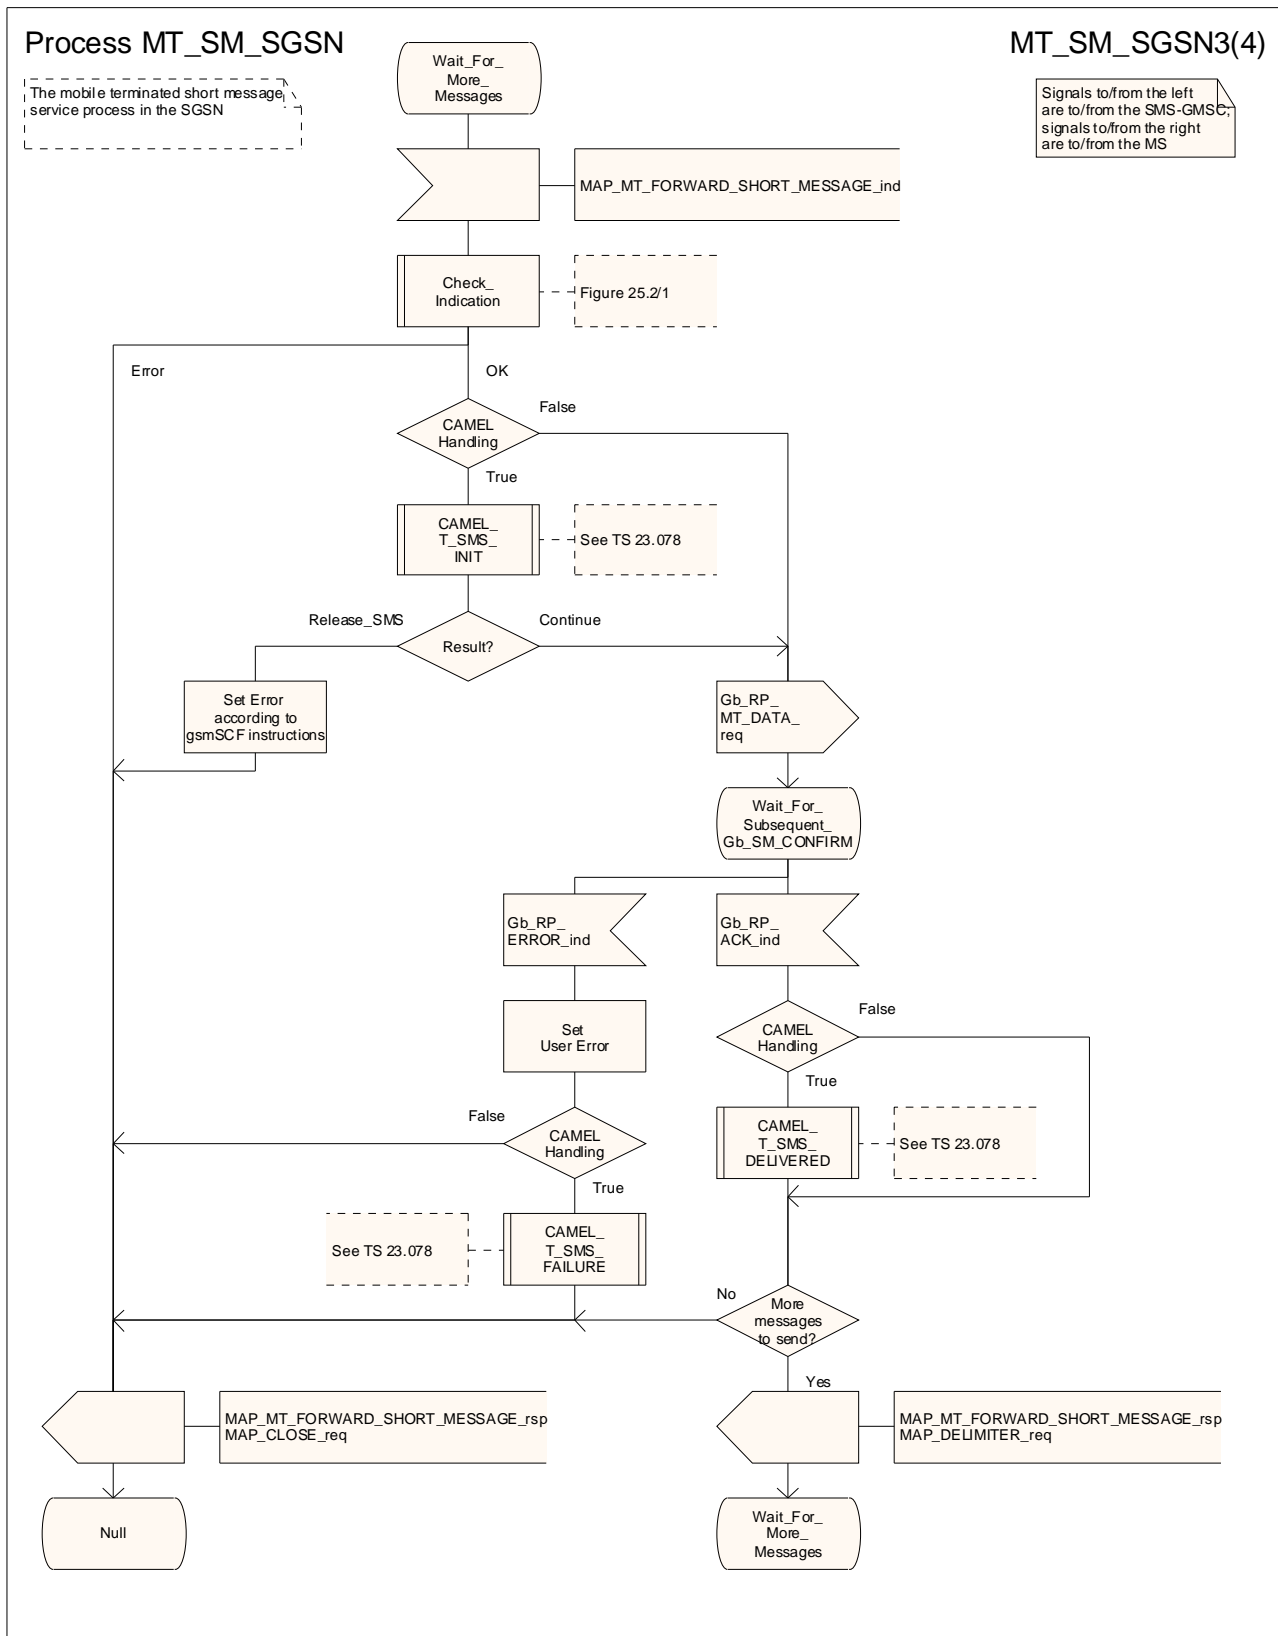 Process MT_SM_SGSN
MT_SM_SGSN3(4)
The mobile terminated short message
service process in the SGSN
Signals to/from the left
are to/from the SMS-GMSC;
signals to/from the right
are to/from the MS
Wait_For_
More_
Messages
MAP_MT_FORWARD_SHORT_MESSAGE_ind
Check_
Indication
Figure 25.2/1
Error
OK
CAMEL
Handling
False
True
CAMEL_
T_SMS_
INIT
See TS 23.078
Release_SMS
Result?
Continue
Set Error
according to
gsmSCF instructions
Gb_RP_
MT_DATA_
req
Wait_For_
Subsequent_
Gb_SM_CONFIRM
Gb_RP_
ERROR_ind
Gb_RP_
ACK_ind
Set
User Error
CAMEL
Handling
False
True
False
CAMEL
Handling
True
CAMEL_
T_SMS_
DELIVERED
See TS 23.078
See TS 23.078
CAMEL_
T_SMS_
FAILURE
No
More
messages
to send?
Yes
MAP_MT_FORWARD_SHORT_MESSAGE_rsp
MAP_CLOSE_req
MAP_MT_FORWARD_SHORT_MESSAGE_rsp
MAP_DELIMITER_req
Null
Wait_For_
More_
Messages